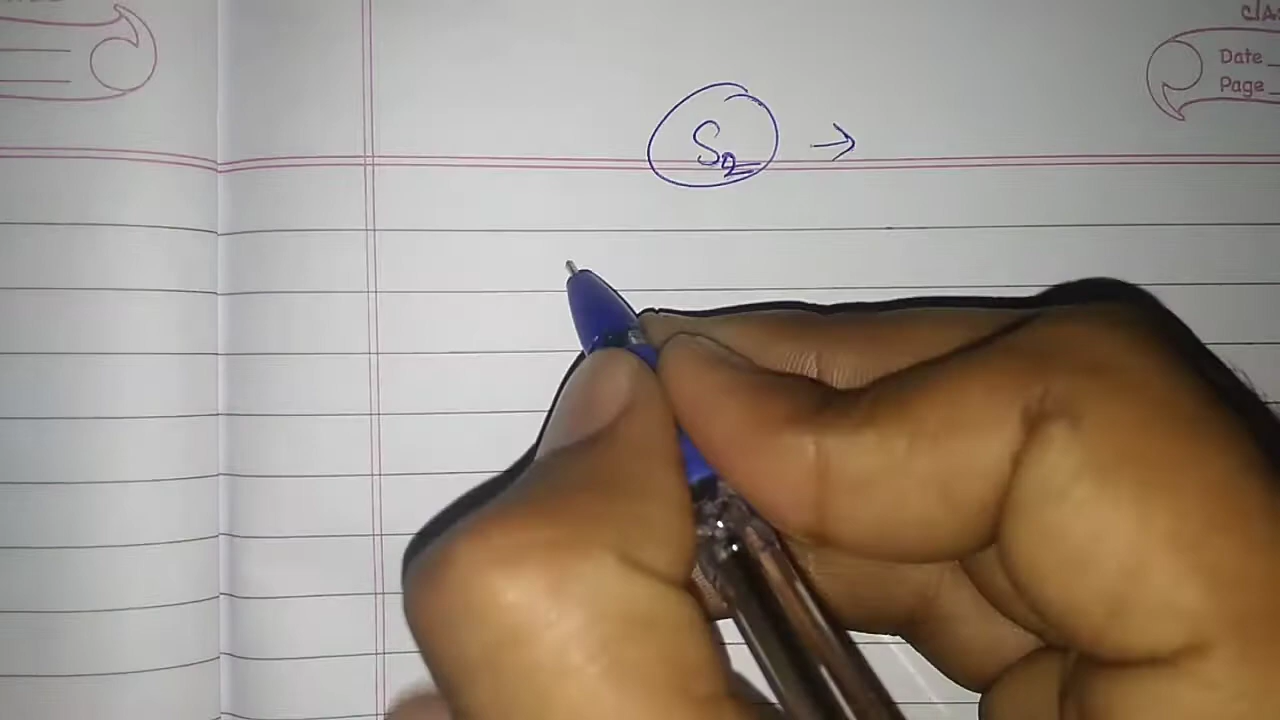 S₂ →
Date
Page